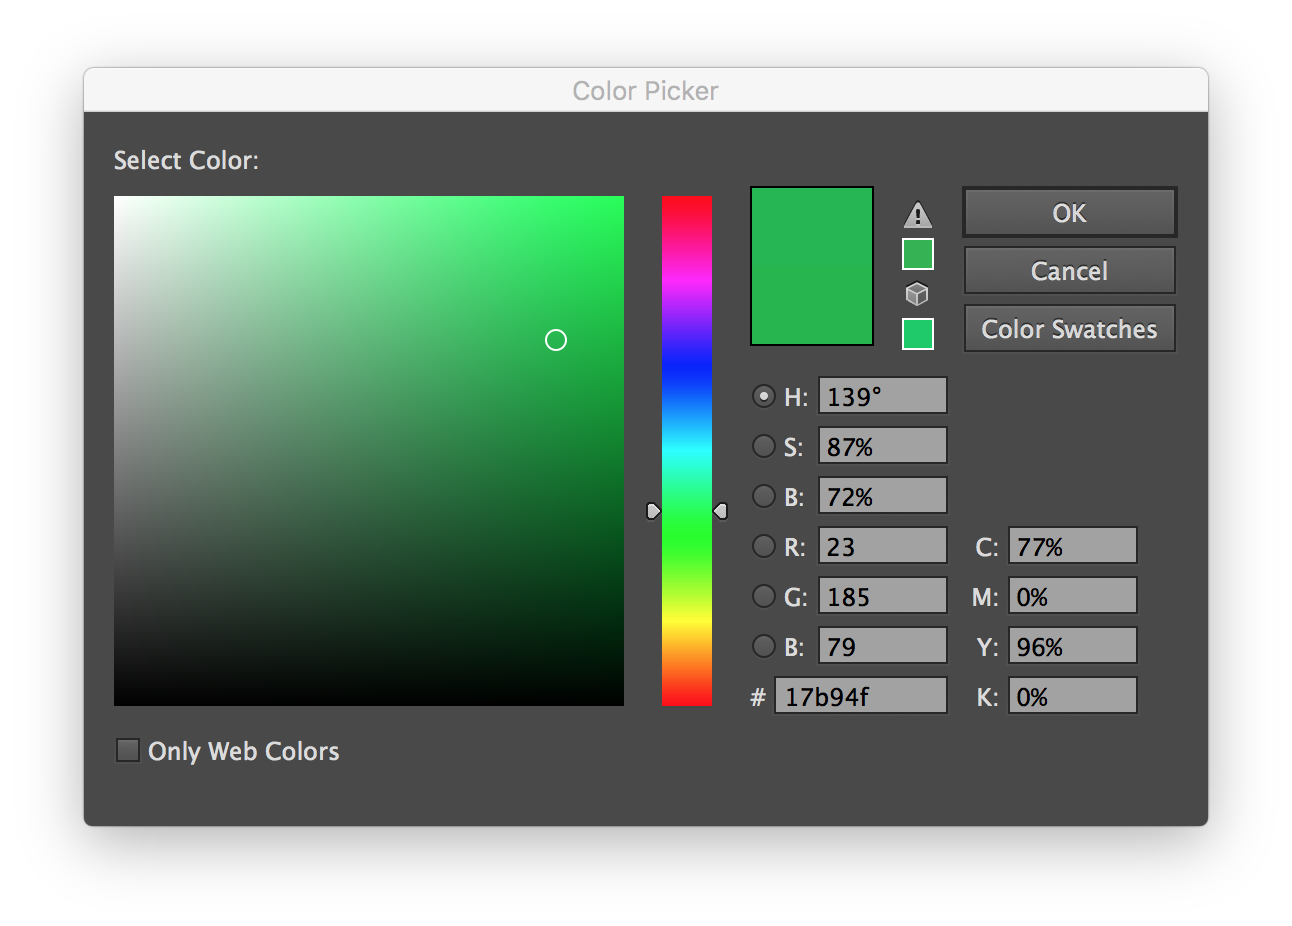 Color Picker
Select Color:
OK
Cancel
Color Swatches
H: 139°
S: 87%
B: 72%
R: 23 C: 77%
G: 185 M: 0%
B: 79 Y: 96%
# 17b94f K: 0%
Only Web Colors